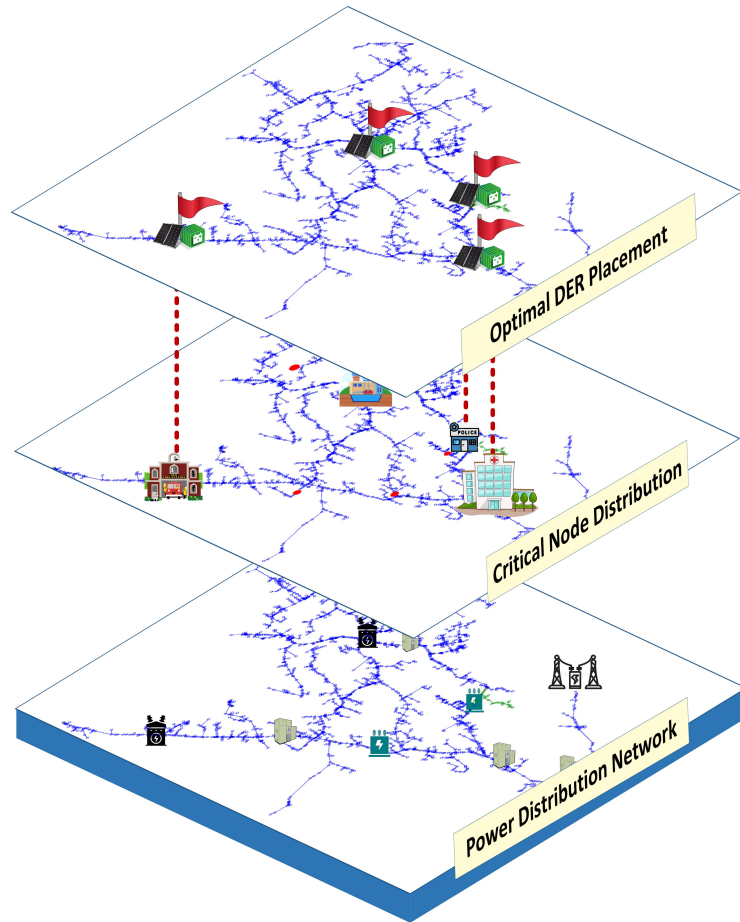 Optimal DER Placement
POLICE
Critical Node Distribution
Power Distribution Network